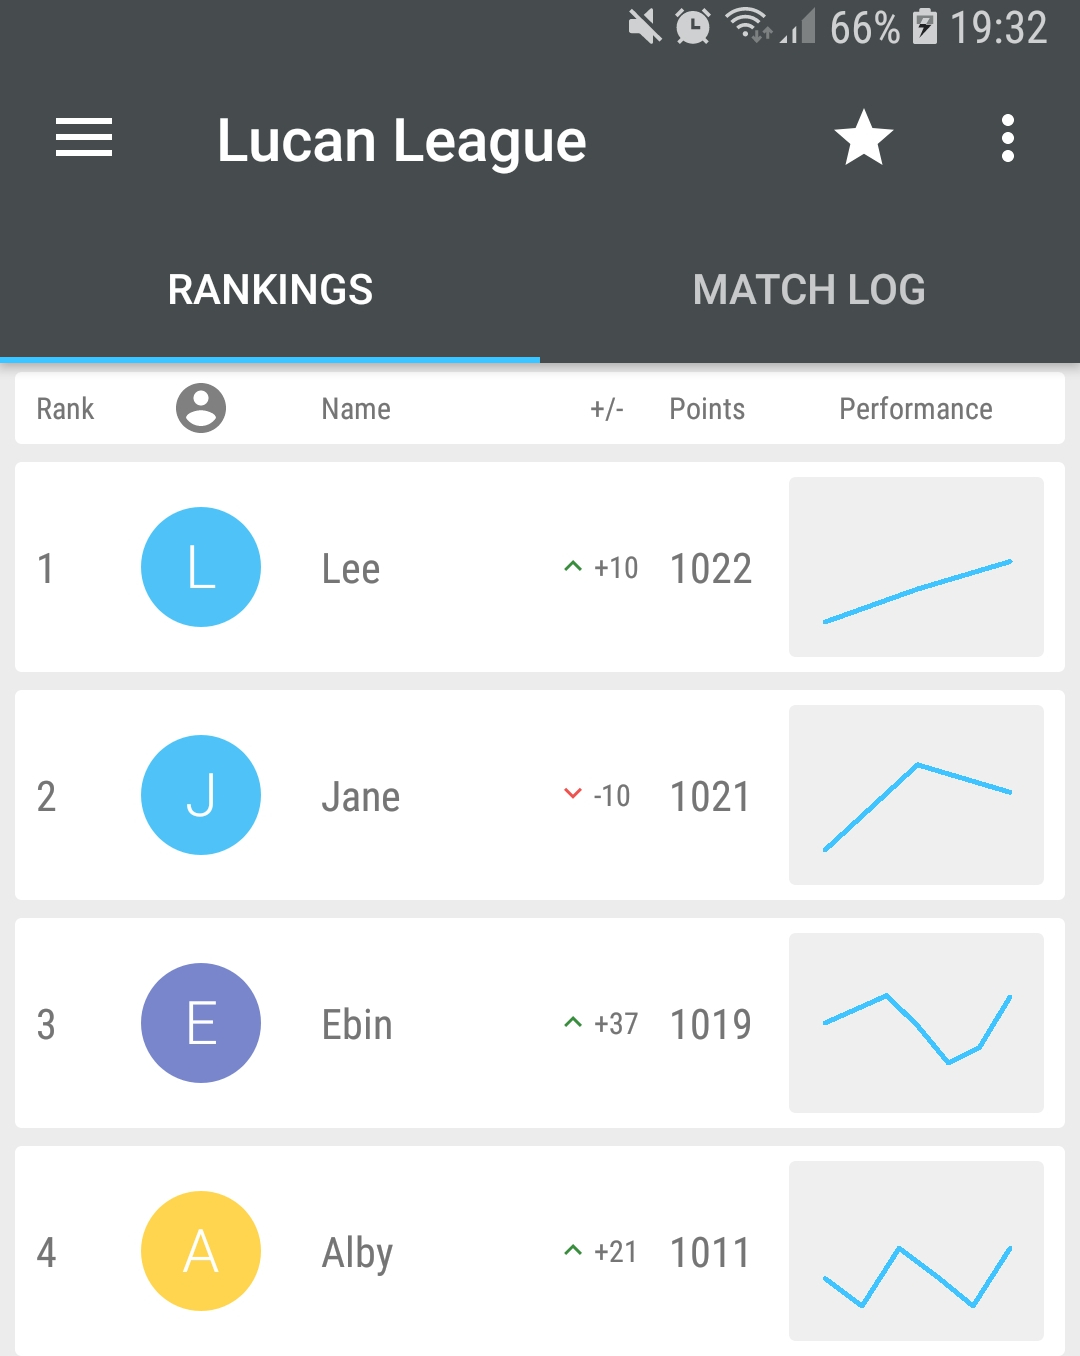 66% 19:32
Lucan League
RANKINGS MATCH LOG
Rank Name +/- Points Performance
1 L Lee +10 1022
2 J Jane -10 1021
3 E Ebin +37 1019
4 A Alby +21 1011